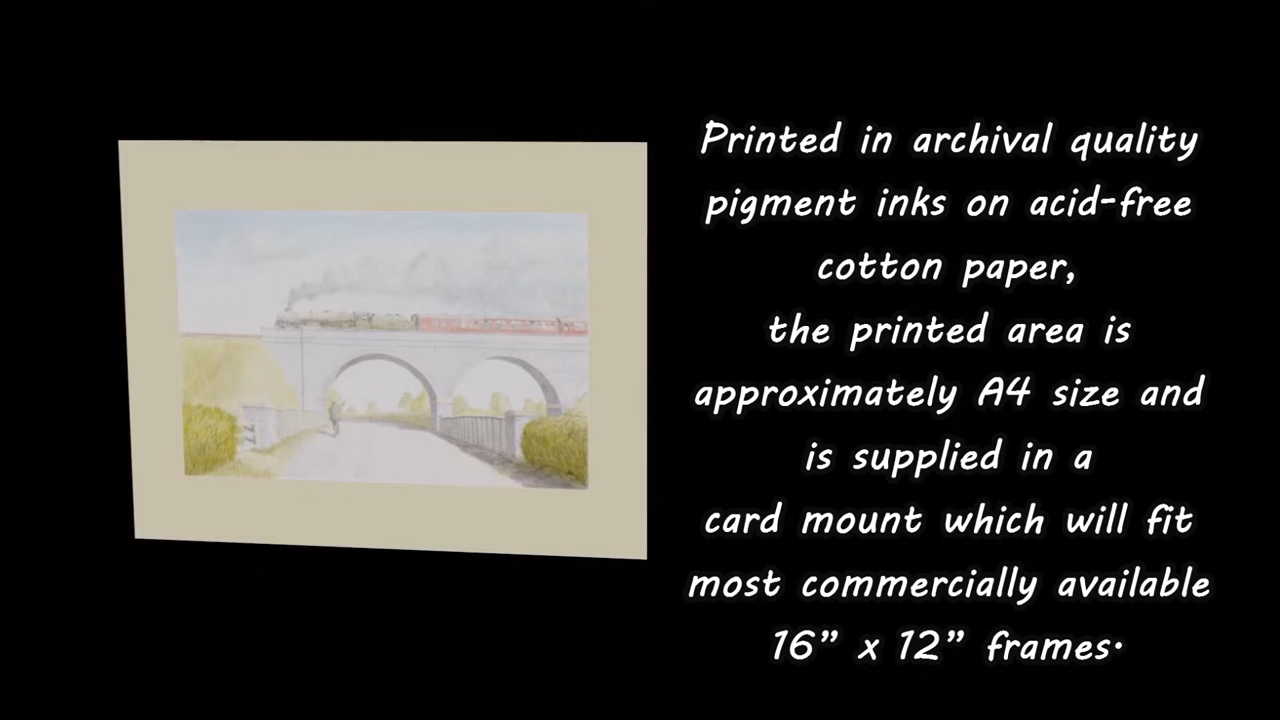 Printed in archival quality
pigment inks on acid-free
cotton paper,
the printed area is
approximately A4 size and
is supplied in a
card mount which will fit
most commercially available
16” x 12” frames.